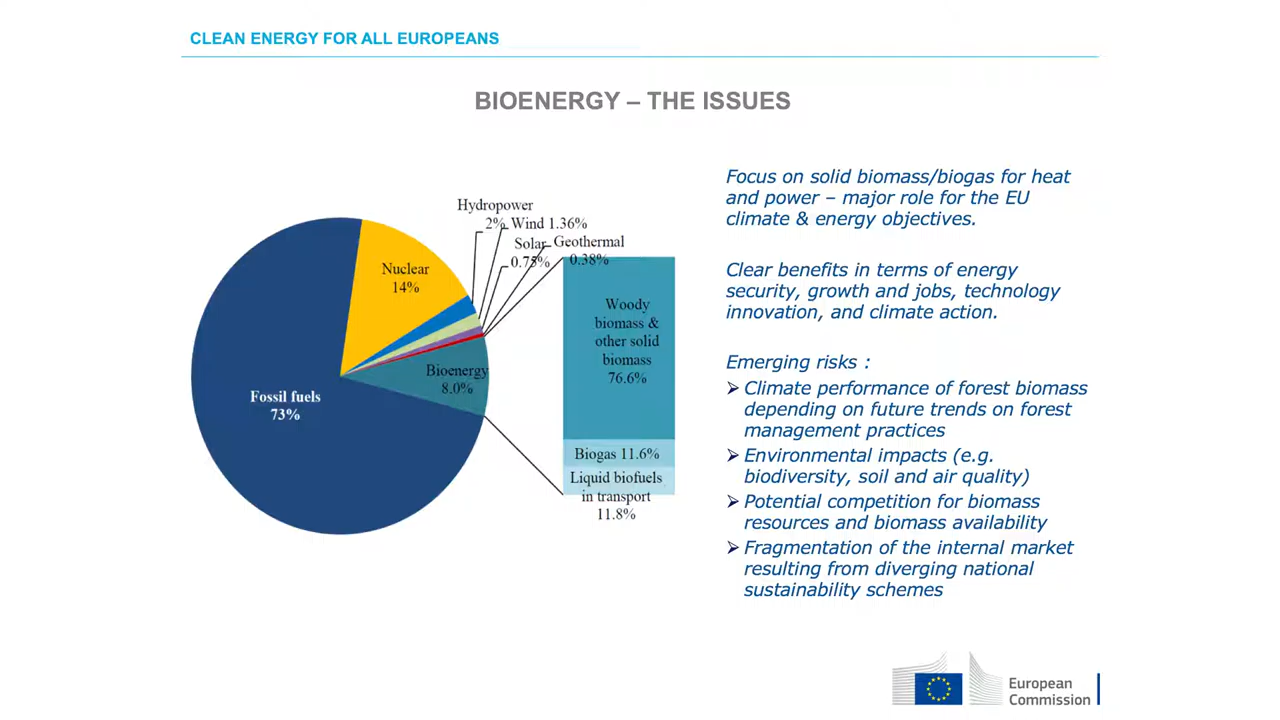 CLEAN ENERGY FOR ALL EUROPEANS
BIOENERGY – THE ISSUES
Hydropower
2%
Wind 1.36%
Solar
0.75%
Geothermal
0.38%
Nuclear
14%
Bioenergy
8.0%
Fossil fuels
73%
Woody
biomass &
other solid
biomass
76.6%
Biogas 11.6%
Liquid biofuels
in transport
11.8%
Focus on solid biomass/biogas for heat
and power – major role for the EU
climate & energy objectives.
Clear benefits in terms of energy
security, growth and jobs, technology
innovation, and climate action.
Emerging risks :
➢ Climate performance of forest biomass
depending on future trends on forest
management practices
➢ Environmental impacts (e.g.
biodiversity, soil and air quality)
➢ Potential competition for biomass
resources and biomass availability
➢ Fragmentation of the internal market
resulting from diverging national
sustainability schemes
European
Commission